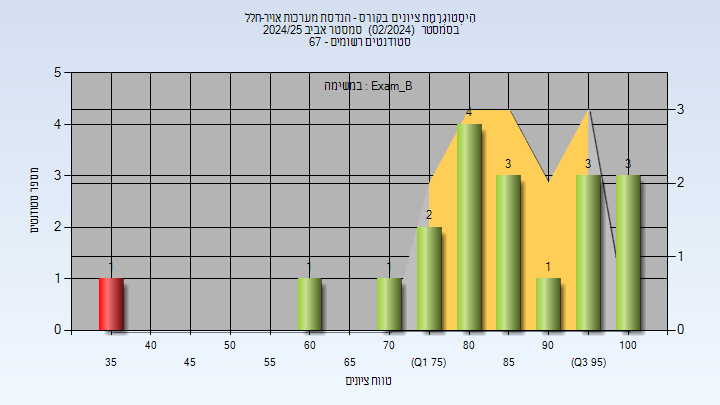 היסטוגרמת ציונים בקורס - הנדסת מערכות אויר-חלל
בסמסטר (02/2024) סמסטר אביב 2024/25
סטודנטים רשומים - 67
במשימה : Exam_B
מספר סטודנטים
5
4
3
2
1
0
3
2
1
0
1
1
1
2
4
3
1
3
3
40 50 60 70 80 90 100
35 45 55 65 (Q1 75) 85 (Q3 95)
טווח ציונים